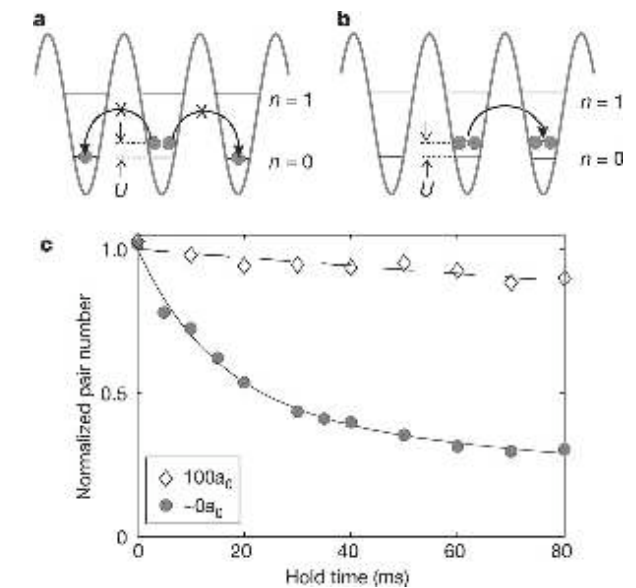 a
n = 1
n = 0
U
b
n = 1
n = 0
U
c
Normalized pair number
1.0
0.5
0
100a0
~0a0
0
20
40
60
80
Hold time (ms)